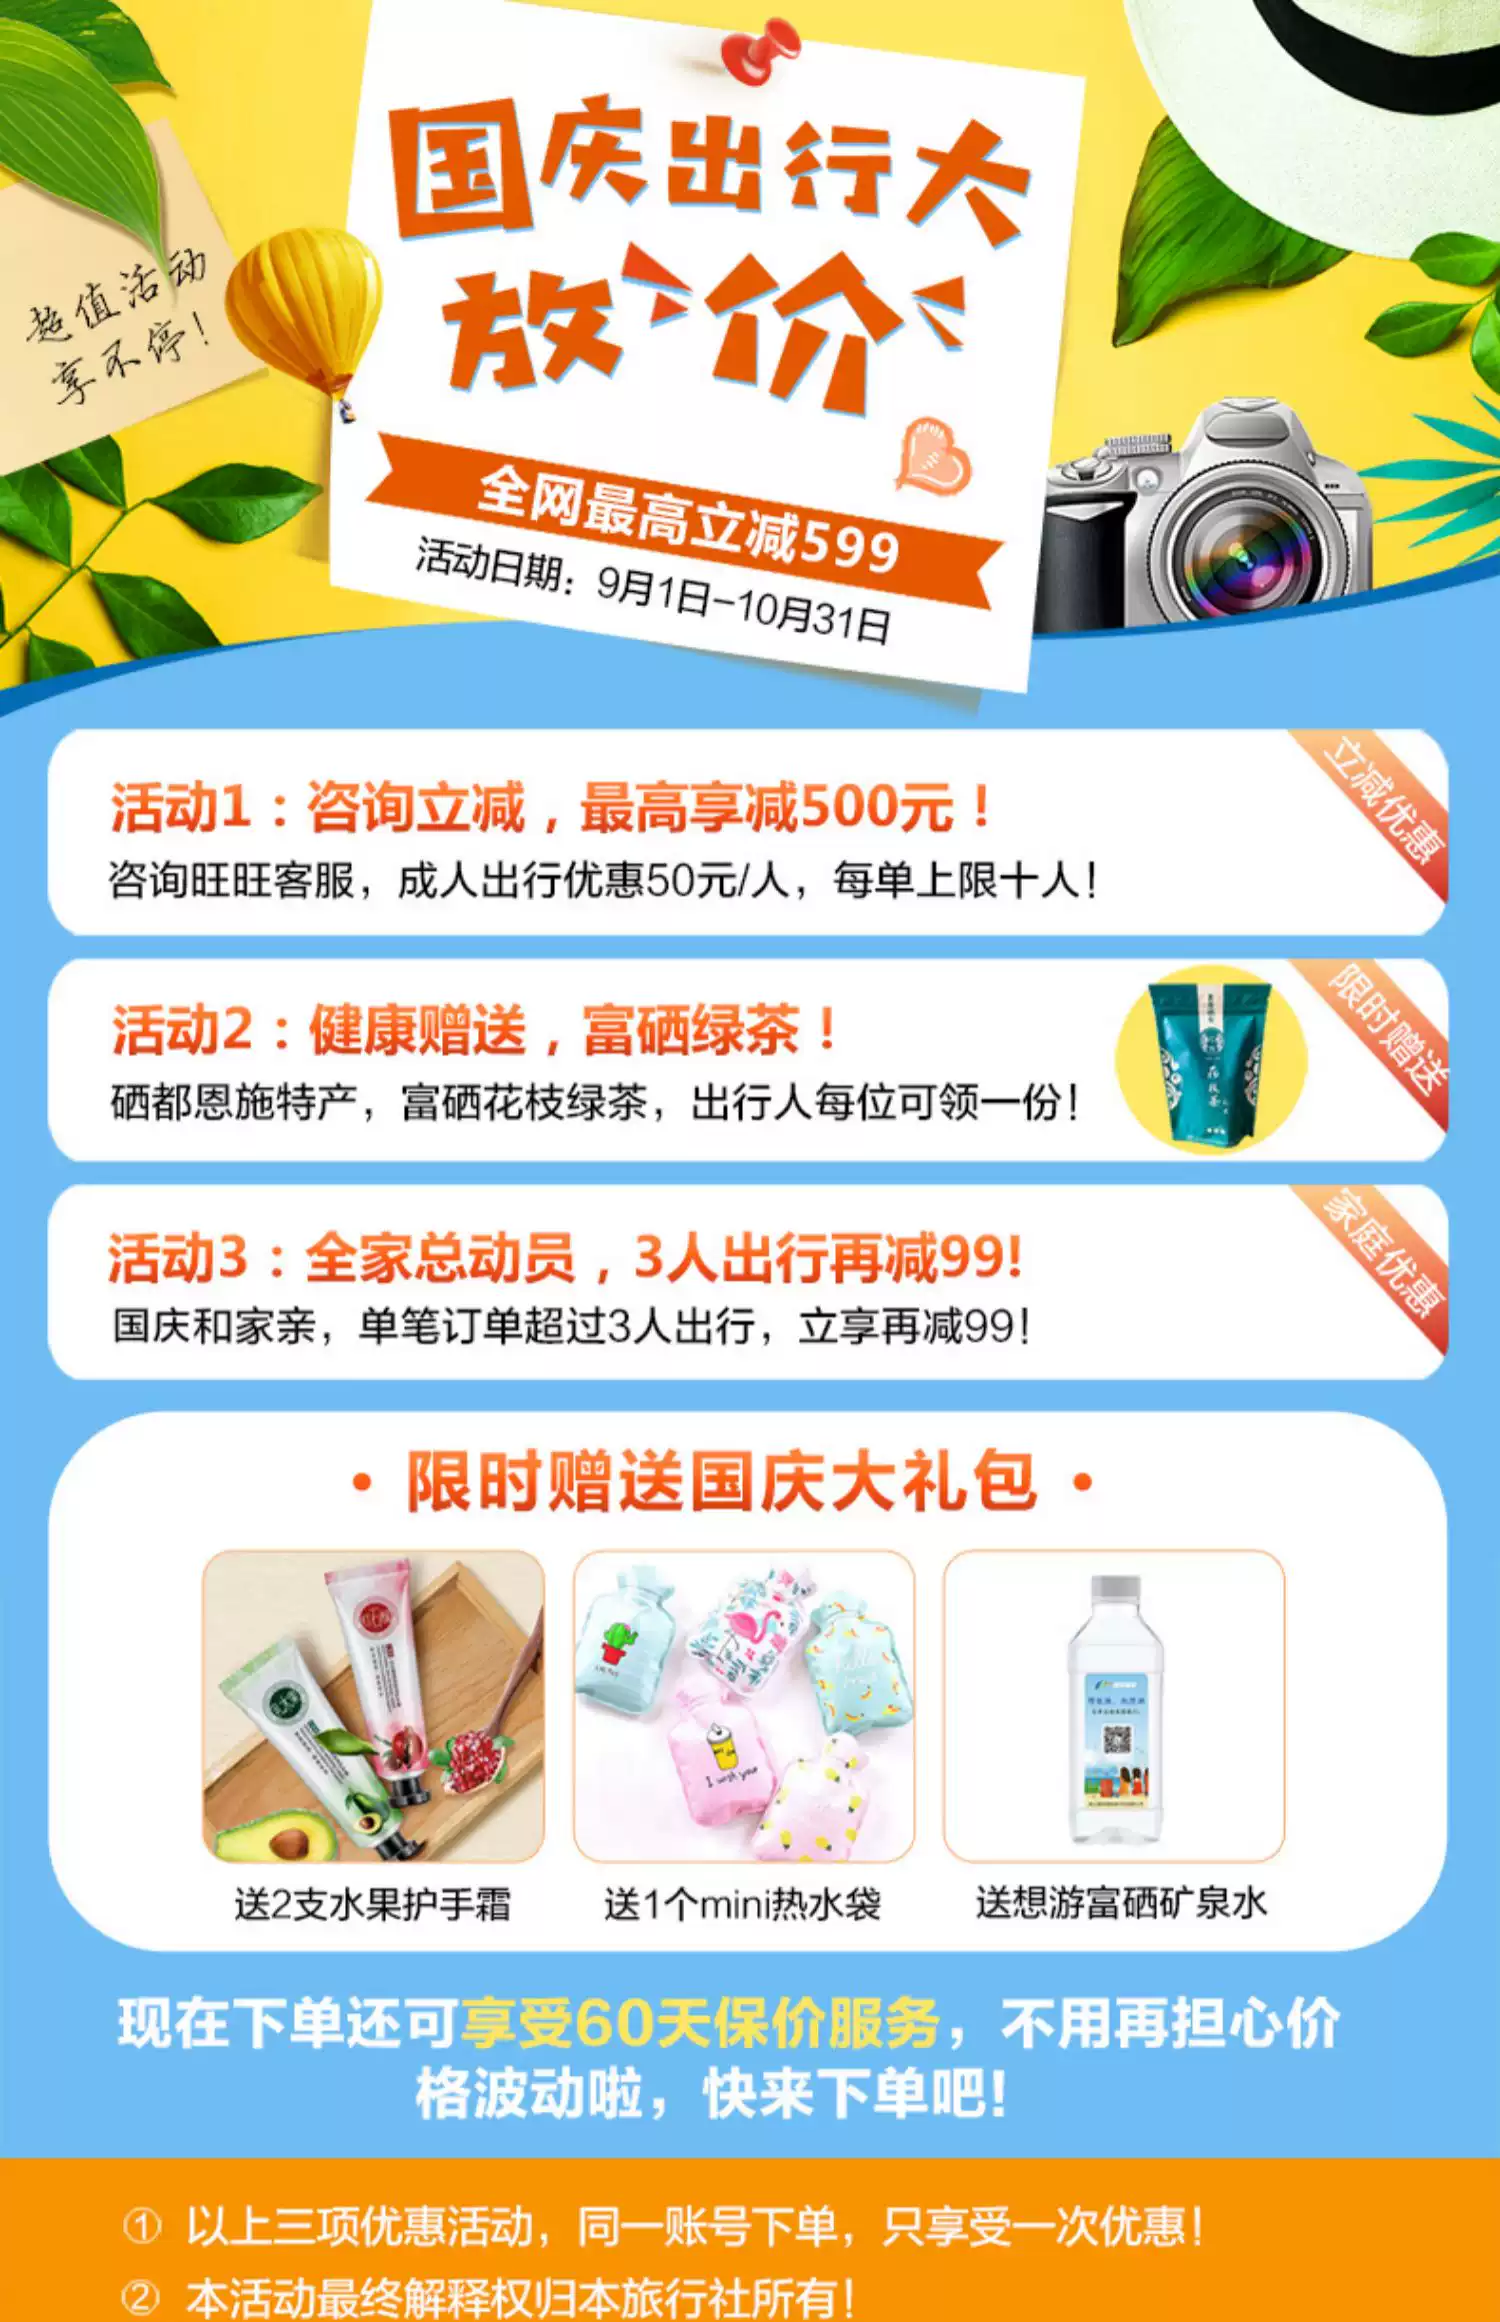 国庆出行大
放价
超值活动
享不停！
全网最高立减599
活动日期：9月1日-10月31日
立减优惠
活动1：咨询立减，最高享减500元！
咨询旺旺客服，成人出行优惠50元/人，每单上限十人！
限时赠送
活动2：健康赠送，富硒绿茶！
硒都恩施特产，富硒花枝绿茶，出行人每位可领一份！
花枝茶
家庭优惠
活动3：全家总动员，3人出行再减99!
国庆和家亲，单笔订单超过3人出行，立享再减99！
• 限时赠送国庆大礼包 •
I wish you
送2支水果护手霜
送1个mini热水袋
送想游富硒矿泉水
现在下单还可享受60天保价服务，不用再担心价
格波动啦，快来下单吧！
① 以上三项优惠活动，同一账号下单，只享受一次优惠！
② 本活动最终解释权归本旅行社所有！